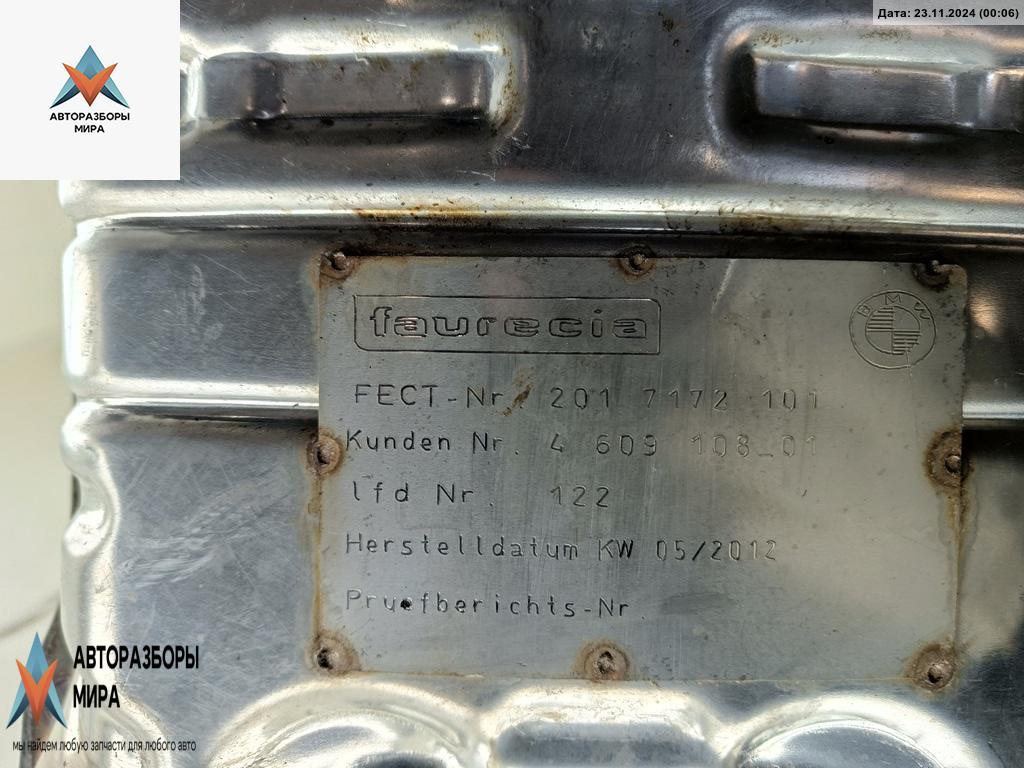 Дата: 23.11.2024 (00:06)
АВТОРАЗБОРЫ
МИРА
faurecia
BMW
FECT-Nr. 201 7172 101
Kunden Nr. 4 609 108_01
lfd Nr. 122
Herstelldatum KW 05/2012
Pruefberichts-Nr.
АВТОРАЗБОРЫ
МИРА
мы найдем любую запчасти для любого авто